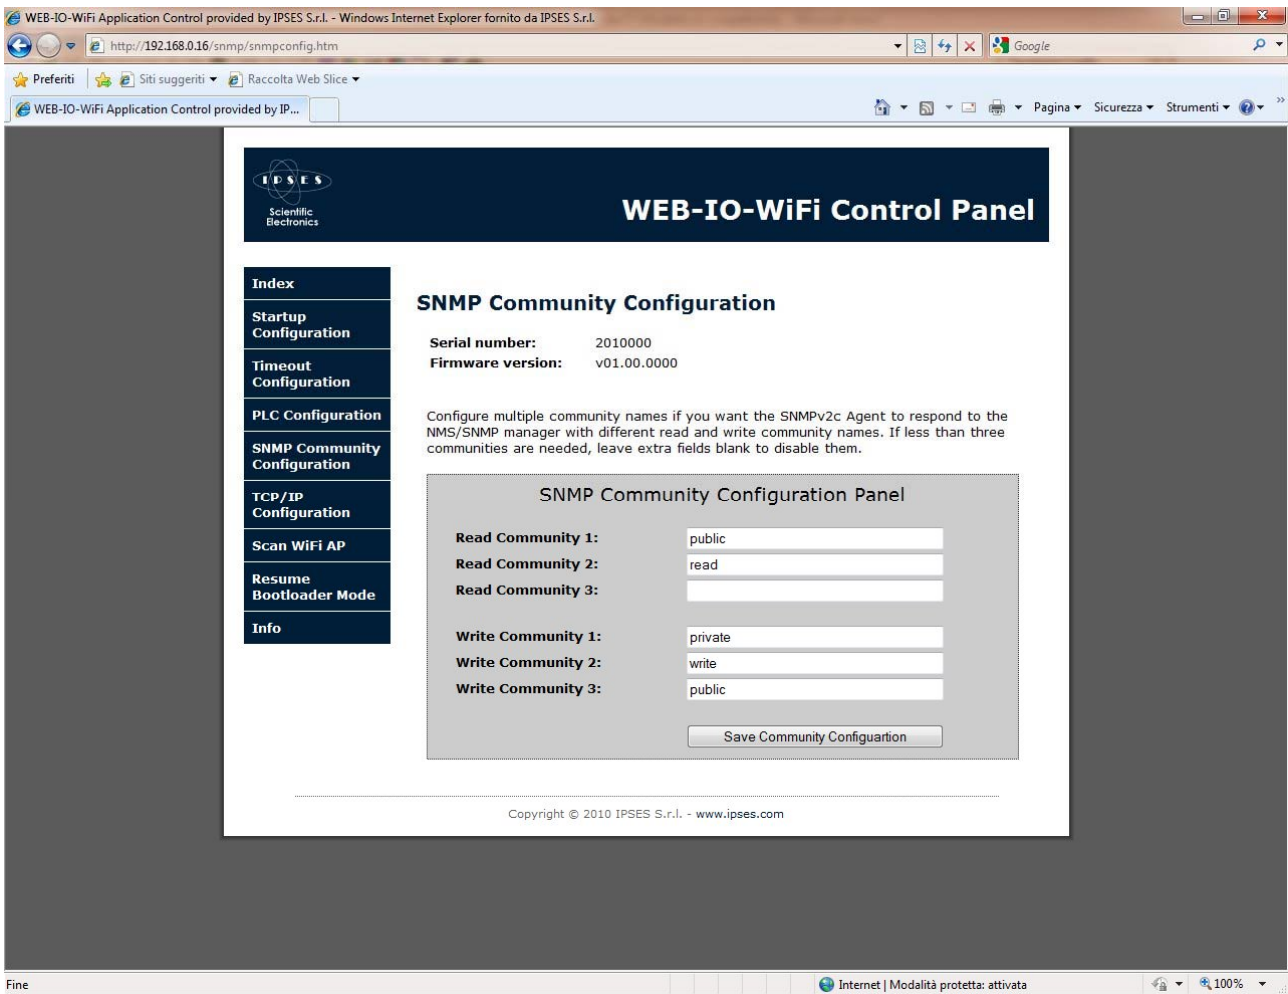 WEB-IO-WiFi Application Control provided by IPSES S.r.l. - Windows Internet Explorer fornito da IPSES S.r.l.
http://192.168.0.16/snmp/snmpconfig.htm
Google
Preferiti
Siti suggeriti
Raccolta Web Slice
WEB-IO-WiFi Application Control provided by IP...
Pagina
Sicurezza
Strumenti
IPSES
Scientific
Electronics
WEB-IO-WiFi Control Panel
Index
Startup
Configuration
Timeout
Configuration
PLC Configuration
SNMP Community
Configuration
TCP/IP
Configuration
Scan WiFi AP
Resume
Bootloader Mode
Info
SNMP Community Configuration
Serial number: 2010000
Firmware version: v01.00.0000
Configure multiple community names if you want the SNMPv2c Agent to respond to the
NMS/SNMP manager with different read and write community names. If less than three
communities are needed, leave extra fields blank to disable them.
SNMP Community Configuration Panel
Read Community 1: public
Read Community 2: read
Read Community 3:
Write Community 1: private
Write Community 2: write
Write Community 3: public
Save Community Configuartion
Copyright © 2010 IPSES S.r.l. - www.ipses.com
Fine
Internet | Modalità protetta: attivata
100%